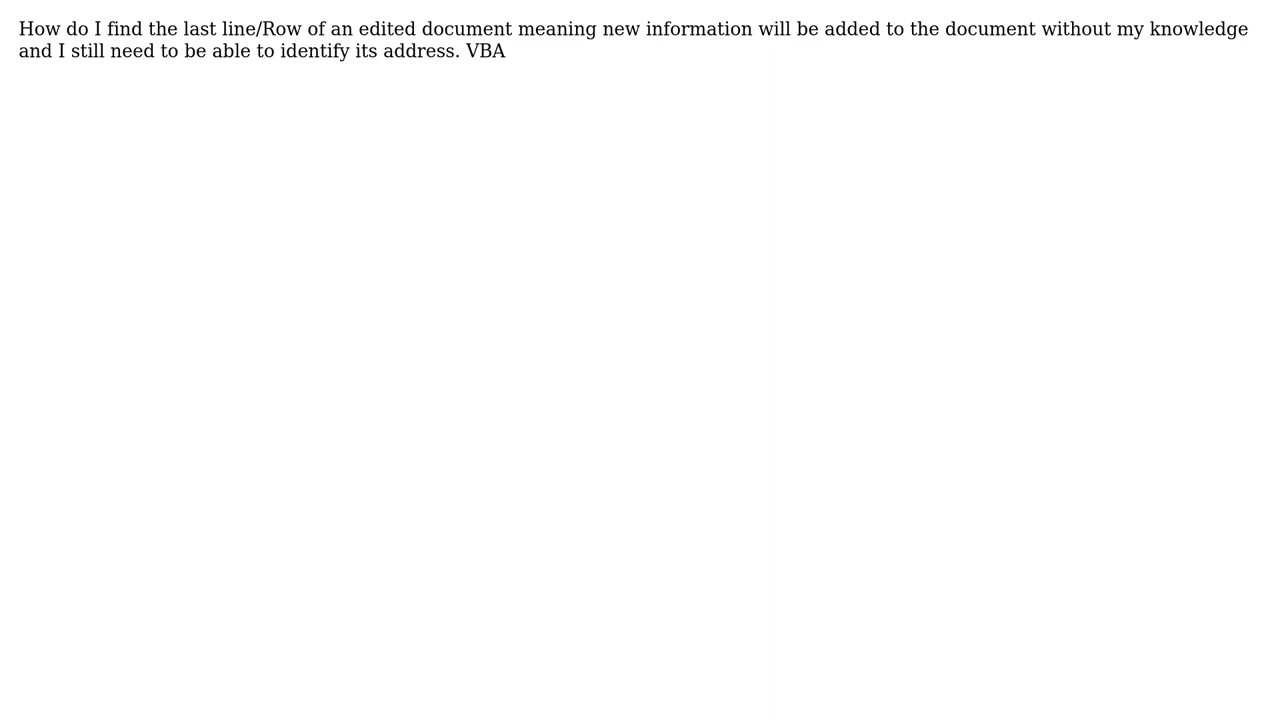 How do I find the last line/Row of an edited document meaning new information will be added to the document without my knowledge
and I still need to be able to identify its address. VBA